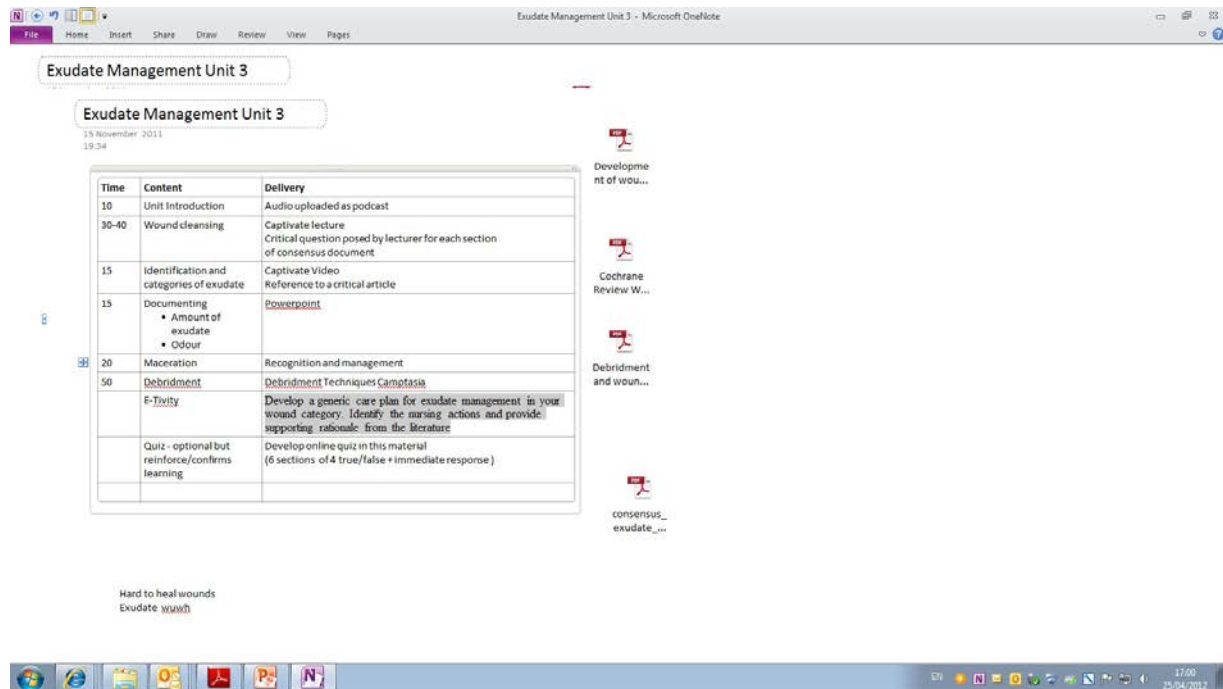 Exudate Management Unit 3 - Microsoft OneNote
File Home Insert Share Draw Review View Pages
Exudate Management Unit 3
Exudate Management Unit 3
15 November 2011
19:34
Time Content Delivery
10 Unit Introduction Audio uploaded as podcast
30-40 Wound cleansing Captivate lecture
Critical question posed by lecturer for each section
of consensus document
15 Identification and Captivate Video
categories of exudate Reference to a critical article
15 Documenting Powerpoint
• Amount of
exudate
• Odour
20 Maceration Recognition and management
50 Debridment Debridment Techniques Camptasia
E-Tivity Develop a generic care plan for exudate management in your
wound category. Identify the nursing actions and provide
supporting rationale from the literature
Quiz - optional but Develop online quiz in this material
reinforce/confirms (6 sections of 4 true/false + immediate response )
learning
Developme
nt of wou...
Cochrane
Review W...
Debridment
and woun...
consensus_
exudate_...
Hard to heal wounds
Exudate wuwh
EN
17:00
25/04/2012